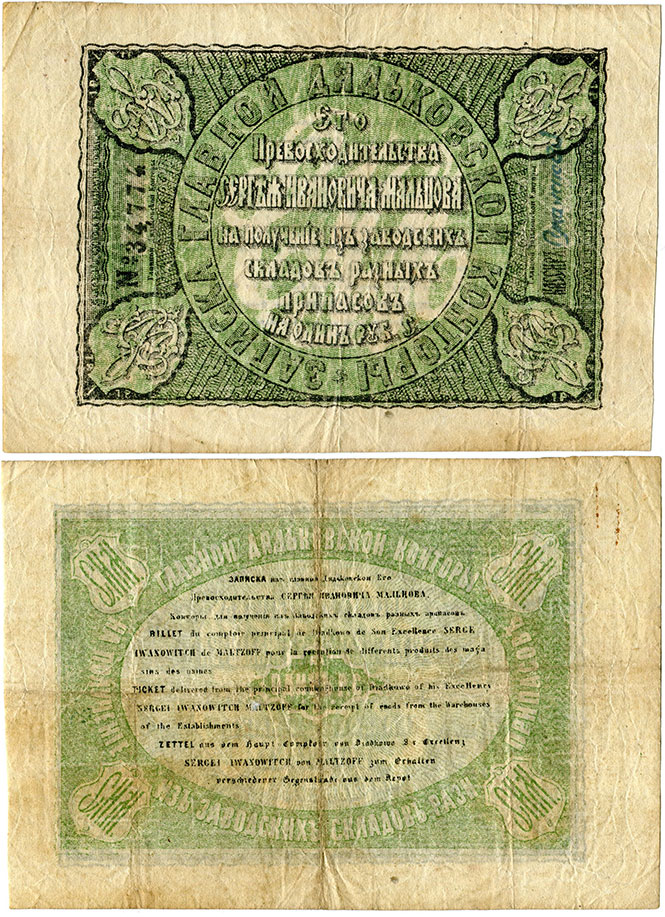 ЗАПИСКА ГЛАВНОЙ ДЯДЬКОВСКОЙ КОНТОРЫ
Его
Превосходительства
СЕРГѢЯ ИВАНОВИЧА МАЛЬЦОВА
на получение изъ заводскихъ
складовъ разныхъ
припасовъ
на одинъ руб. с.
№ 34774
ГЛАВНОЙ ДЯДЬКОВСКОЙ КОНТОРЫ
ИЗЪ ЗАВОДСКИХЪ СКЛАДОВЪ
ЗАПИСКА изъ главной Дядьковской Его
Превосходительства СЕРГЕЯ ИВАНОВИЧА МАЛЬЦОВА,
Конторы для получения изъ Заводскихъ складовъ разныхъ припасовъ
BILLET du comptoir principal de Diadkowo de Son Excellence SERGE
IWANOWITCH de MALTZOFF pour la reception de differents produits des maga
sins des usines
TICKET delivered from the principal counting house of Diadkowo of his Excellence
SERGEI IWANOWITCH MALTZOFF for the receipt of goods from the Warehouses
of the Establishments
ZETTEL aus dem Haupt Comptoir von Diadkowo Sr Excellenz
SERGEI IWANOWITCH von MALTZOFF zum Erhalten
verschiedener Gegenstände aus dem Depot